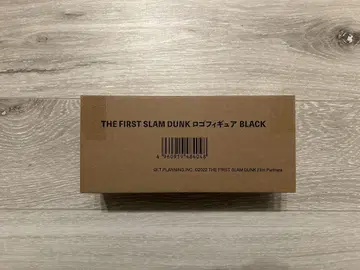 THE FIRST SLAM DUNK ロゴフィギュア BLACK
©T PLANNING INC. ©2022 THE FIRST SLAM DUNK Film Partners